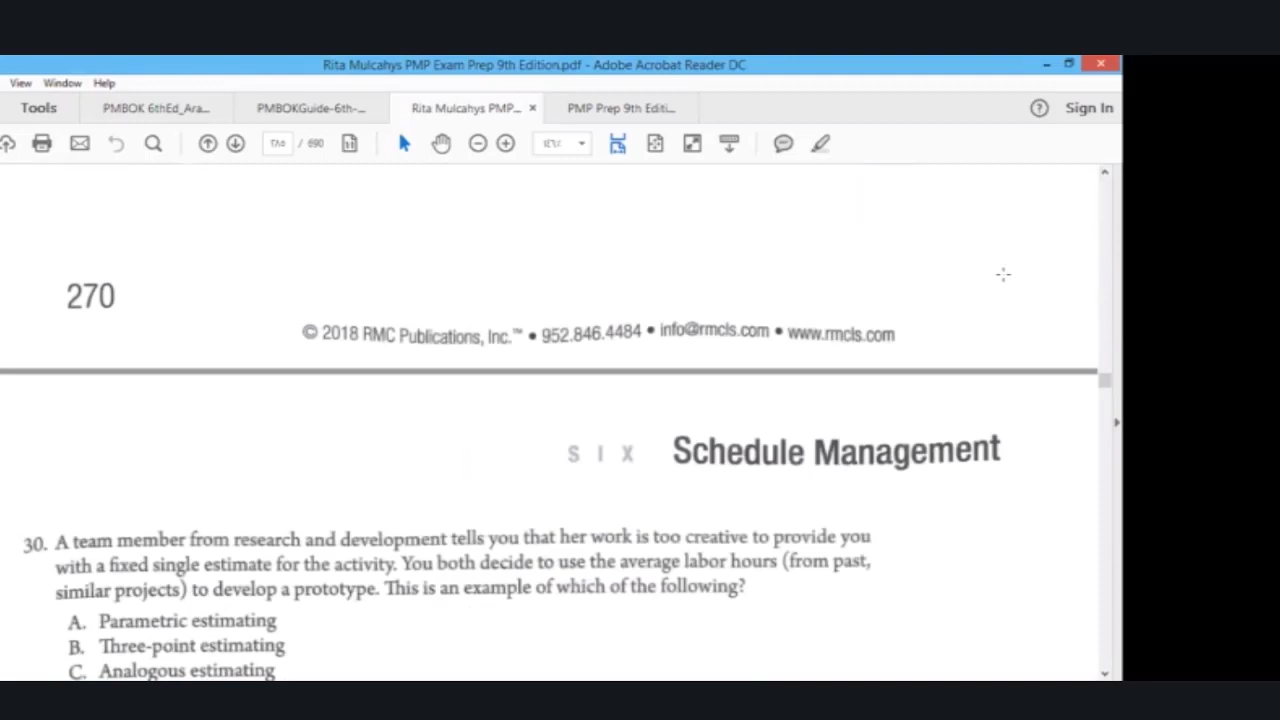 Rita Mulcahys PMP Exam Prep 9th Edition.pdf - Adobe Acrobat Reader DC
View Window Help
Tools PMBOK 6thEd_Ara... PMBOKGuide-6th-... Rita Mulcahys PMP... × PMP Prep 9th Editi... Sign In
/ 690
270
© 2018 RMC Publications, Inc.™ • 952.846.4484 • info@rmcls.com • www.rmcls.com
SIX Schedule Management
30. A team member from research and development tells you that her work is too creative to provide you
with a fixed single estimate for the activity. You both decide to use the average labor hours (from past,
similar projects) to develop a prototype. This is an example of which of the following?
A. Parametric estimating
B. Three-point estimating
C. Analogous estimating